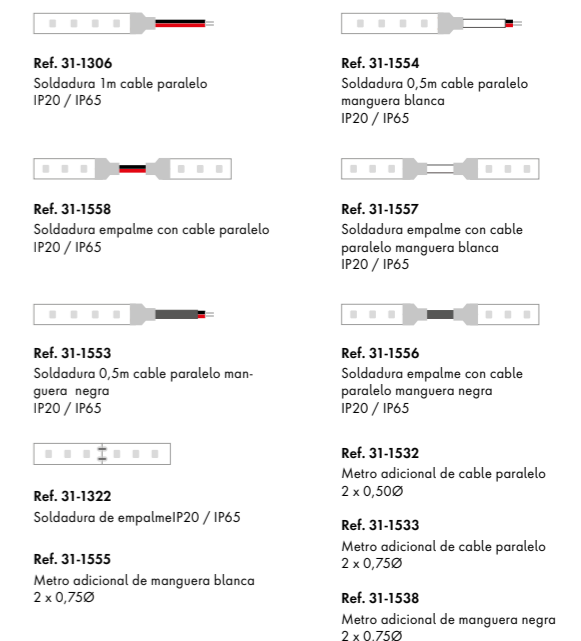 Ref. 31-1306
Soldadura 1m cable paralelo
IP20 / IP65
Ref. 31-1554
Soldadura 0,5m cable paralelo
manguera blanca
IP20 / IP65
Ref. 31-1558
Soldadura empalme con cable paralelo
IP20 / IP65
Ref. 31-1557
Soldadura empalme con cable
paralelo manguera blanca
IP20 / IP65
Ref. 31-1553
Soldadura 0,5m cable paralelo man-
guera negra
IP20 / IP65
Ref. 31-1556
Soldadura empalme con cable
paralelo manguera negra
IP20 / IP65
Ref. 31-1322
Soldadura de empalmeIP20 / IP65
Ref. 31-1555
Metro adicional de manguera blanca
2 x 0,75Ø
Ref. 31-1532
Metro adicional de cable paralelo
2 x 0,50Ø
Ref. 31-1533
Metro adicional de cable paralelo
2 x 0,75Ø
Ref. 31-1538
Metro adicional de manguera negra
2 x 0,75Ø